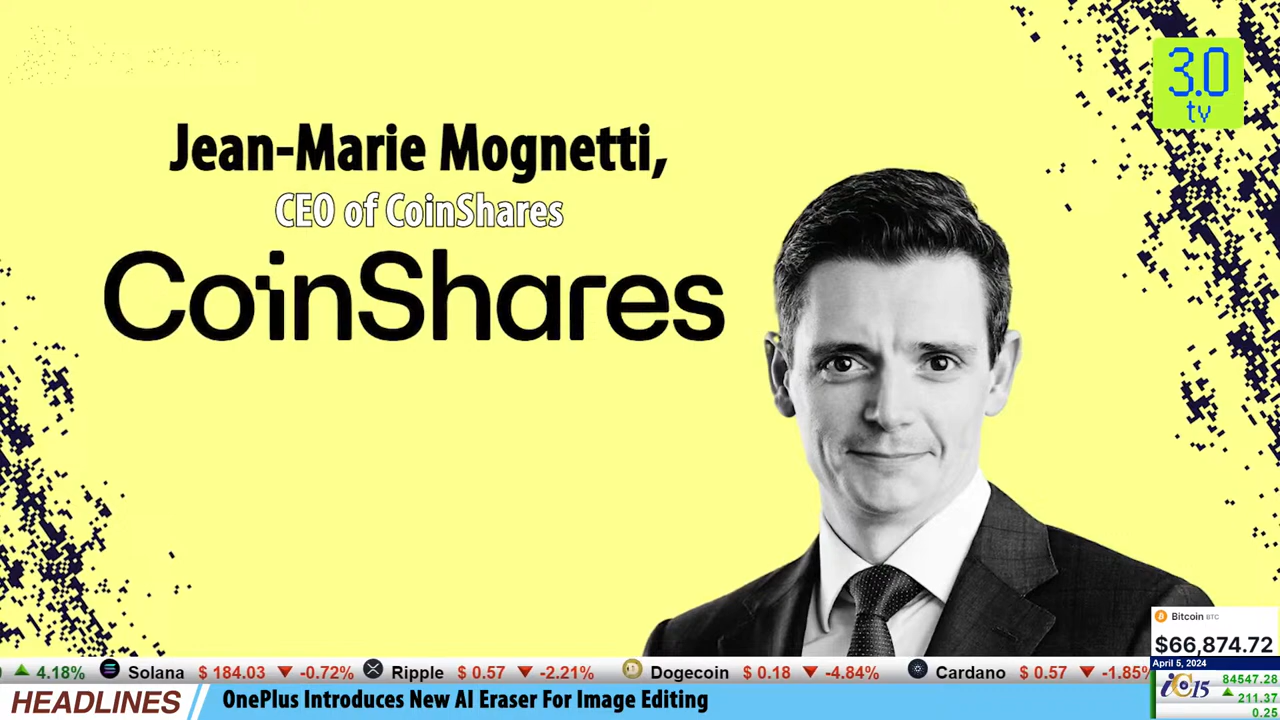 3.0
tv
Jean-Marie Mognetti,
CEO of CoinShares
CoinShares
Bitcoin BTC
$66,874.72
April 5, 2024
4.18% Solana $ 184.03 -0.72% Ripple $ 0.57 -2.21% Dogecoin $ 0.18 -4.84% Cardano $ 0.57 -1.85%
HEADLINES
OnePlus Introduces New AI Eraser For Image Editing
ic15
84547.28
211.37
0.25